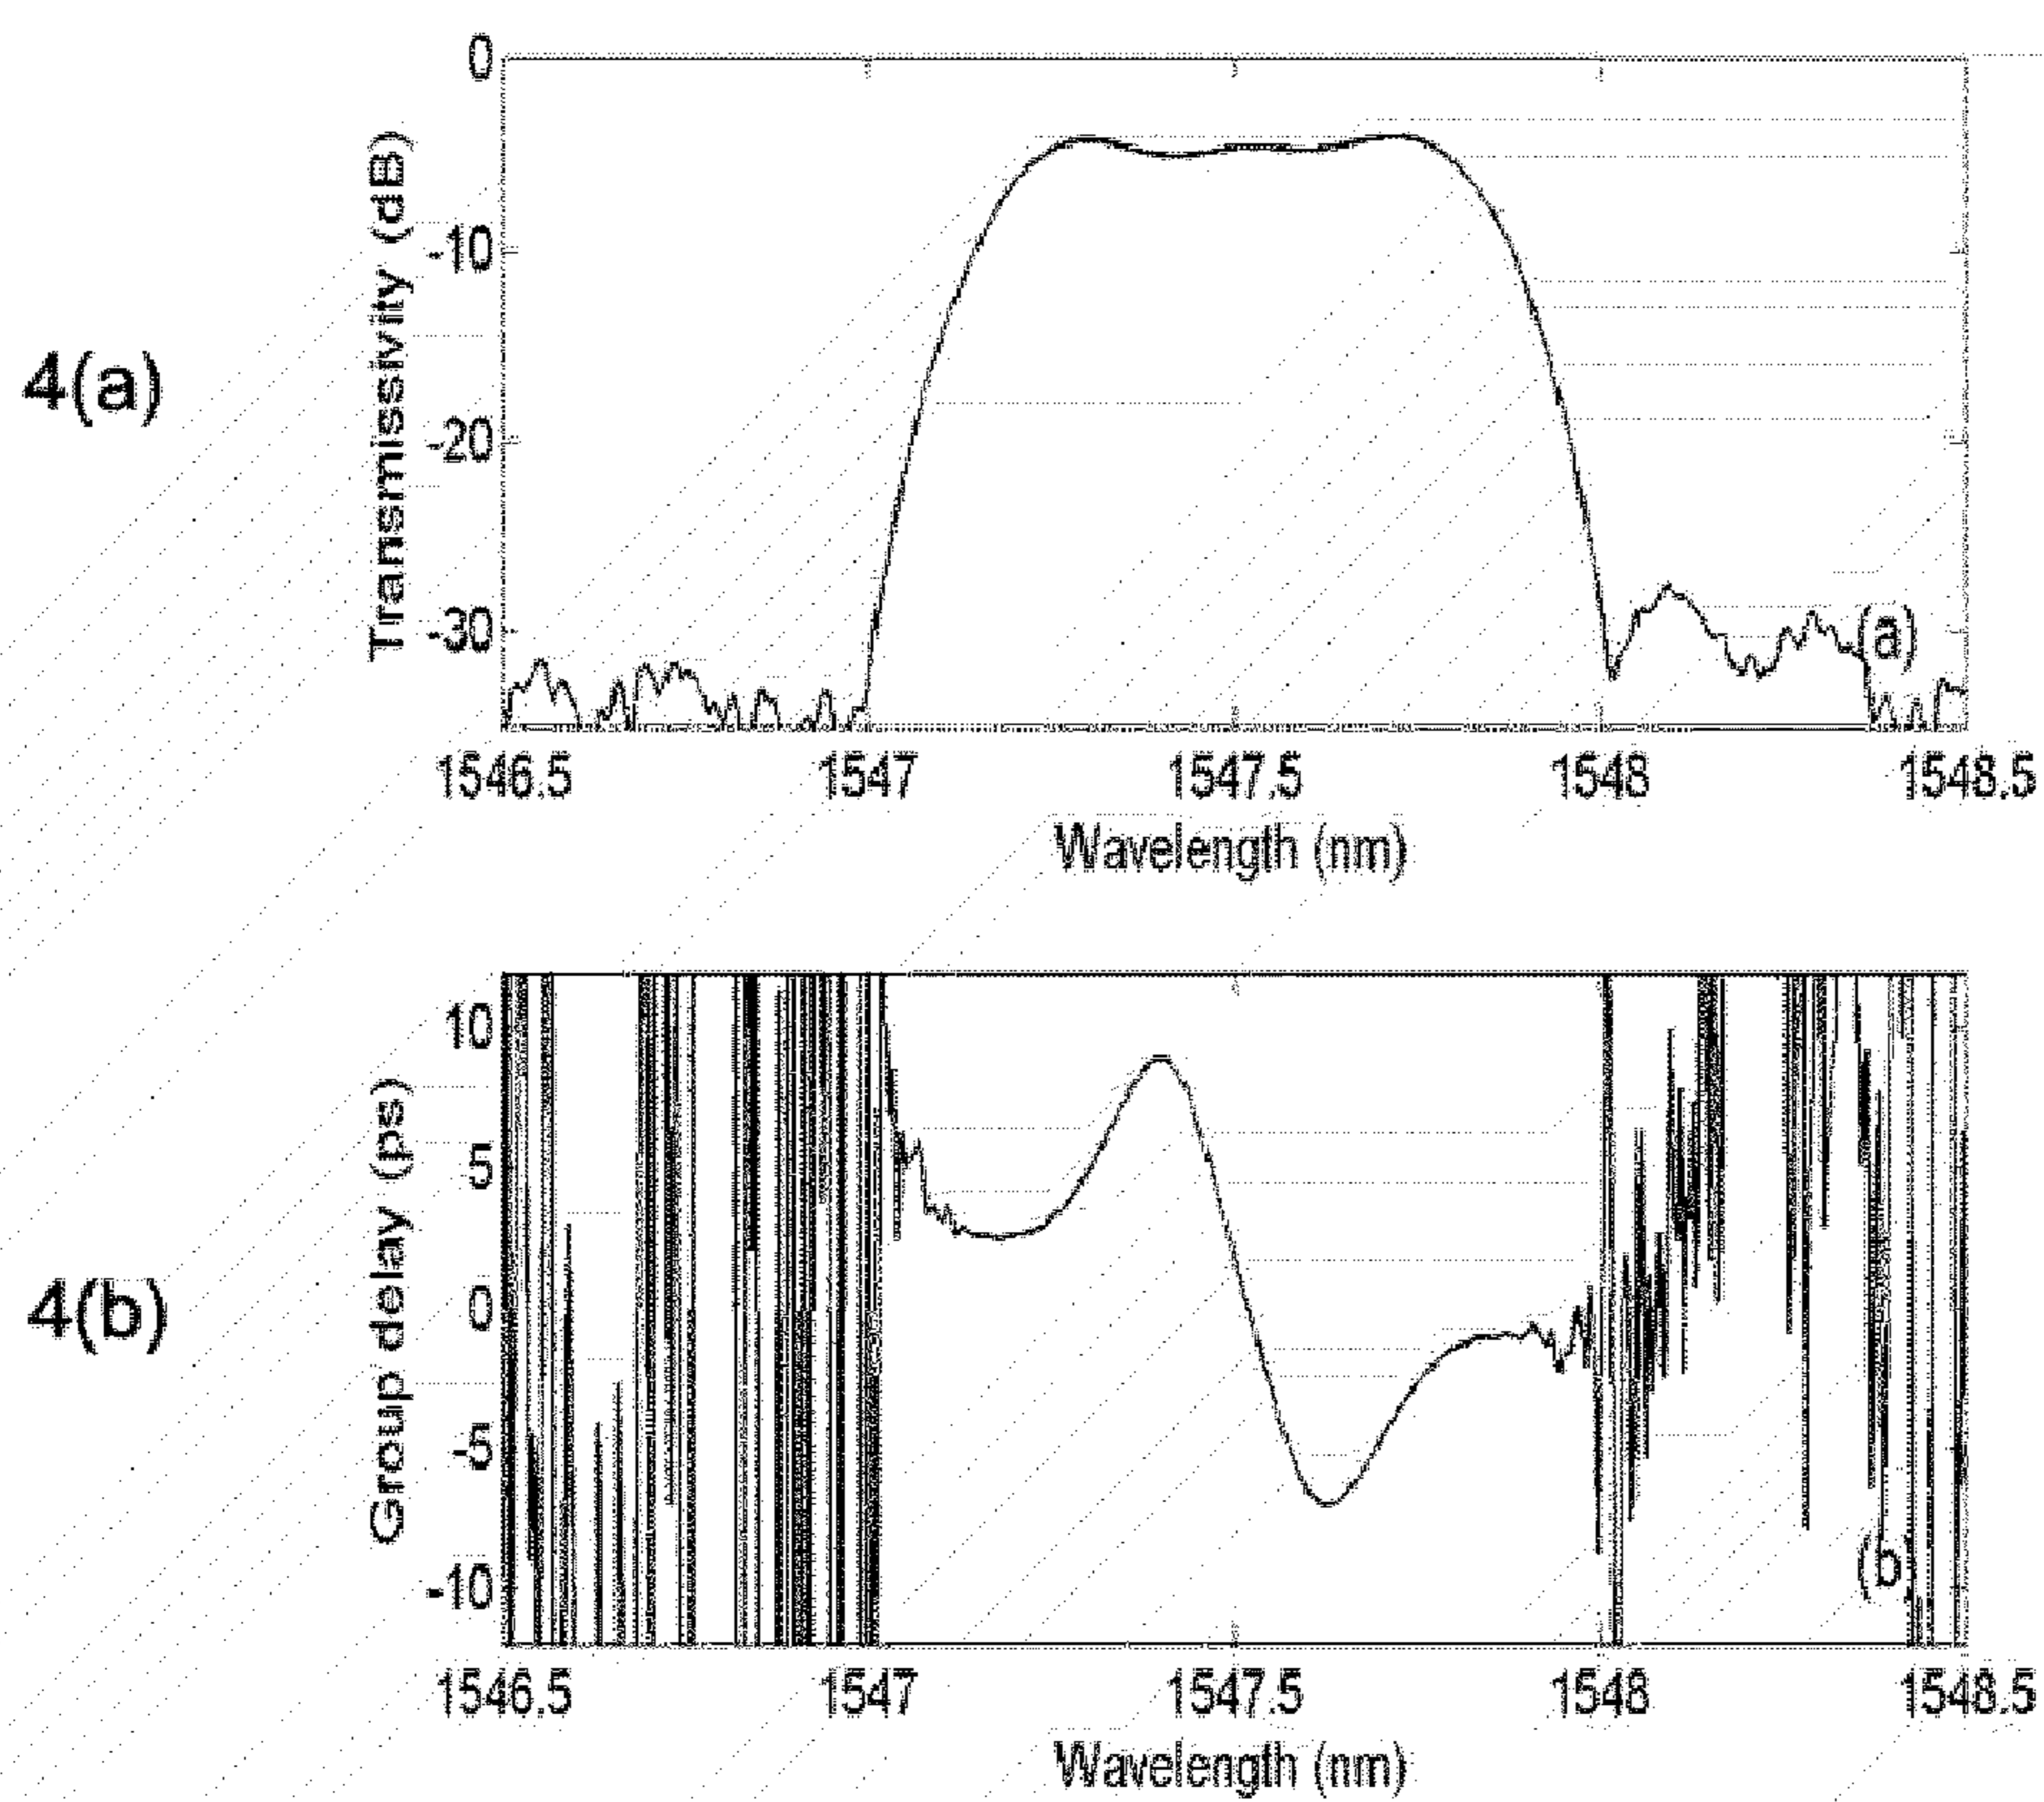 4(a)
Transmissivity (dB)
0
-10
-20
-30
(a)
1546.5 1547 1547.5 1548 1548.5
Wavelength (nm)
4(b)
Group delay (ps)
10
5
0
-5
-10
(b)
1546.5 1547 1547.5 1548 1548.5
Wavelength (nm)